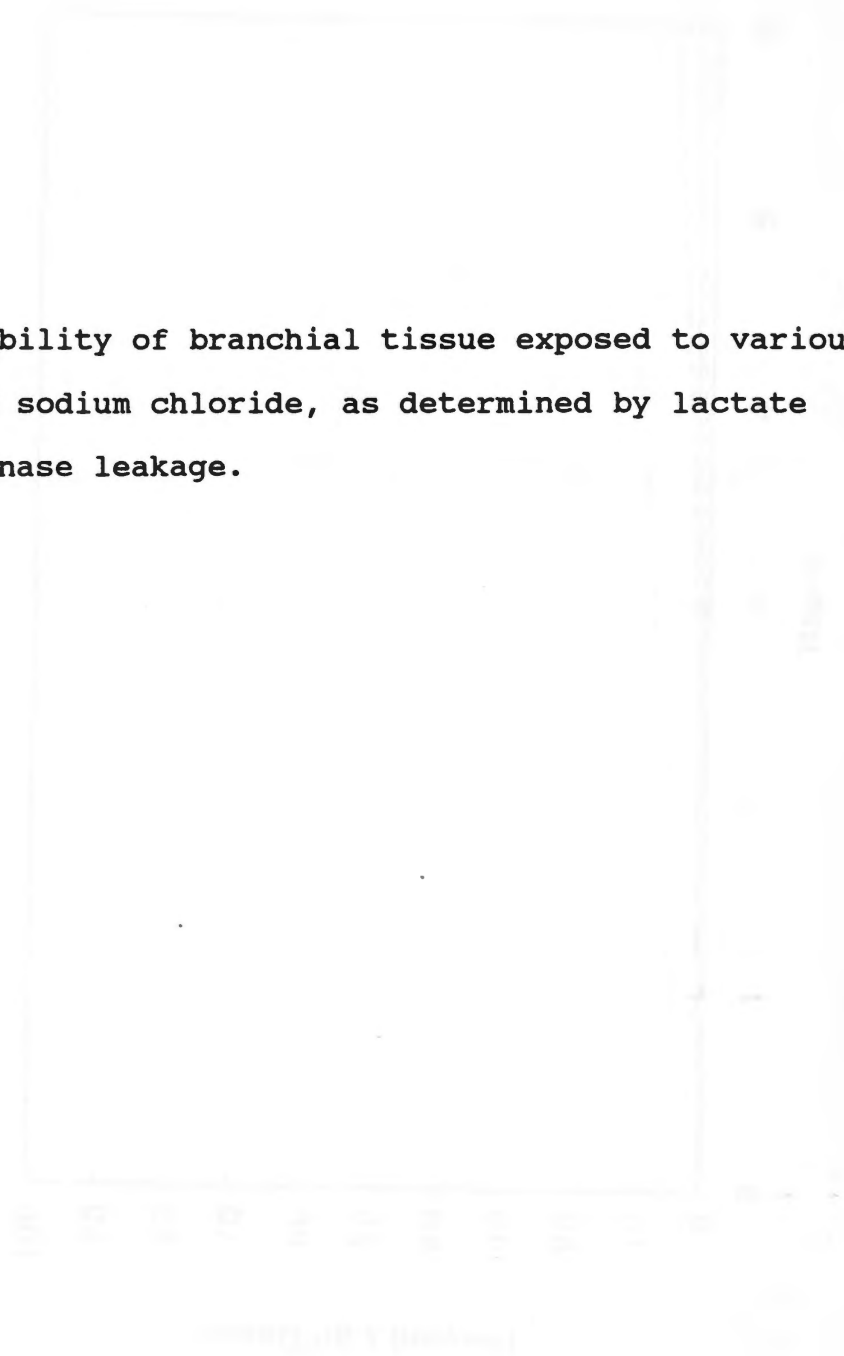 bility of branchial tissue exposed to variou
sodium chloride, as determined by lactate
nase leakage.